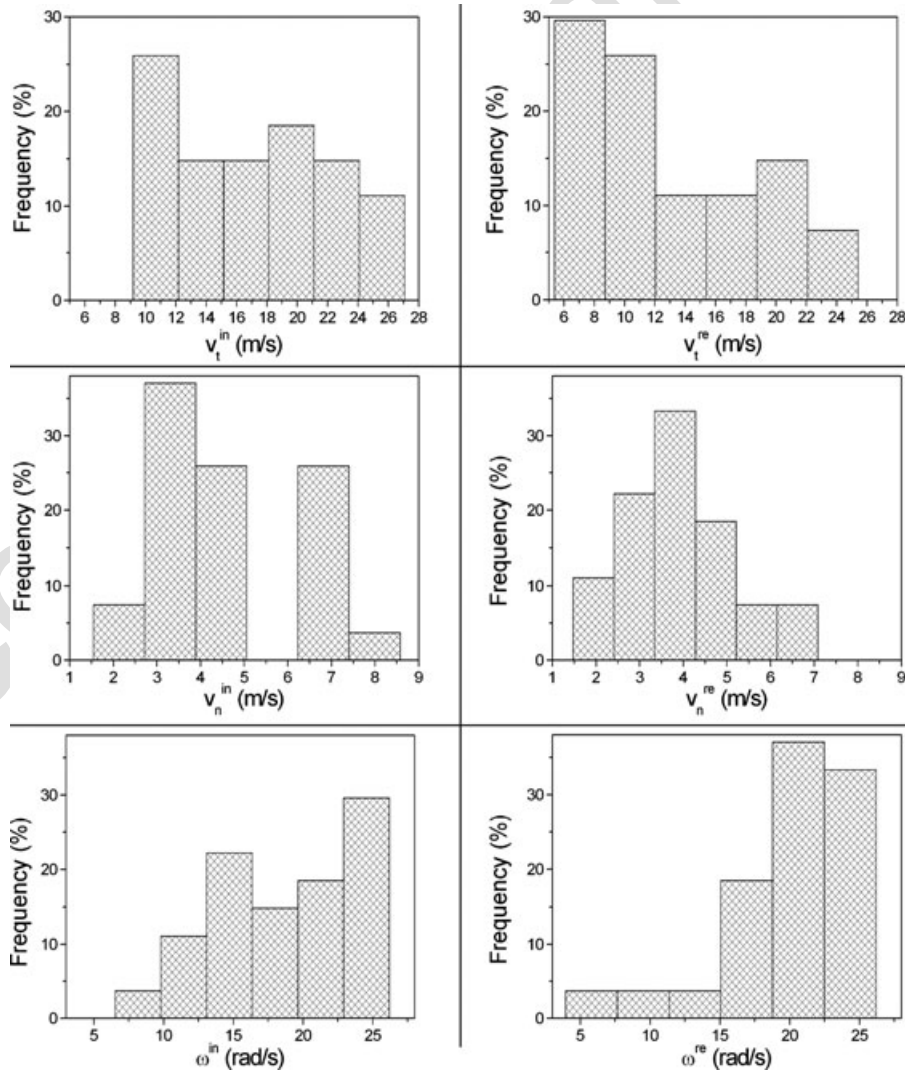 30
20
10
0
Frequency (%)
6 8 10 12 14 16 18 20 22 24 26 28
v_t^in (m/s)
30
20
10
0
Frequency (%)
6 8 10 12 14 16 18 20 22 24 26 28
v_t^re (m/s)
30
20
10
0
Frequency (%)
1 2 3 4 5 6 7 8 9
v_n^in (m/s)
30
20
10
0
Frequency (%)
1 2 3 4 5 6 7 8 9
v_n^re (m/s)
30
20
10
0
Frequency (%)
5 10 15 20 25
ω^in (rad/s)
30
20
10
0
Frequency (%)
5 10 15 20 25
ω^re (rad/s)